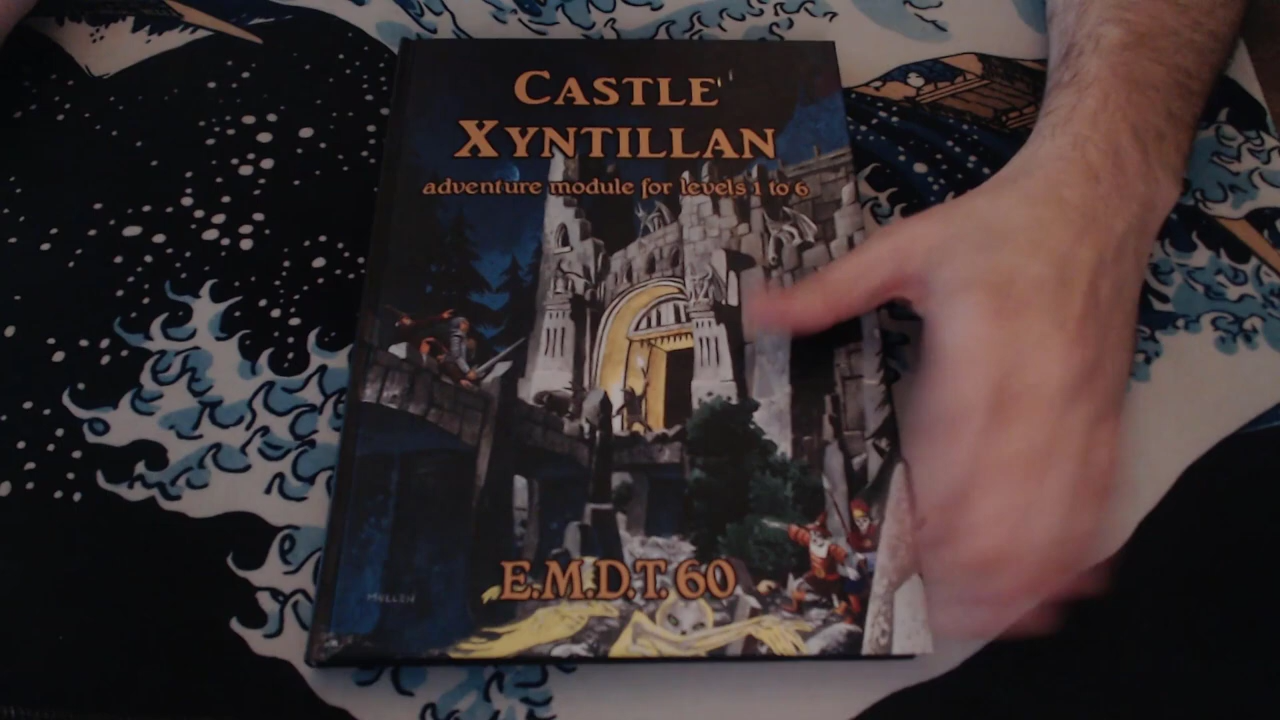 CASTLE
XYNTILLAN
adventure module for levels 1 to 6
E.M.D.T. 60
MULLEN